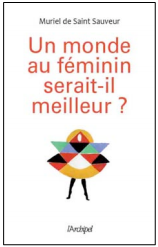 Muriel de Saint Sauveur
Un monde
au féminin
serait-il
meilleur ?
l'Archipel